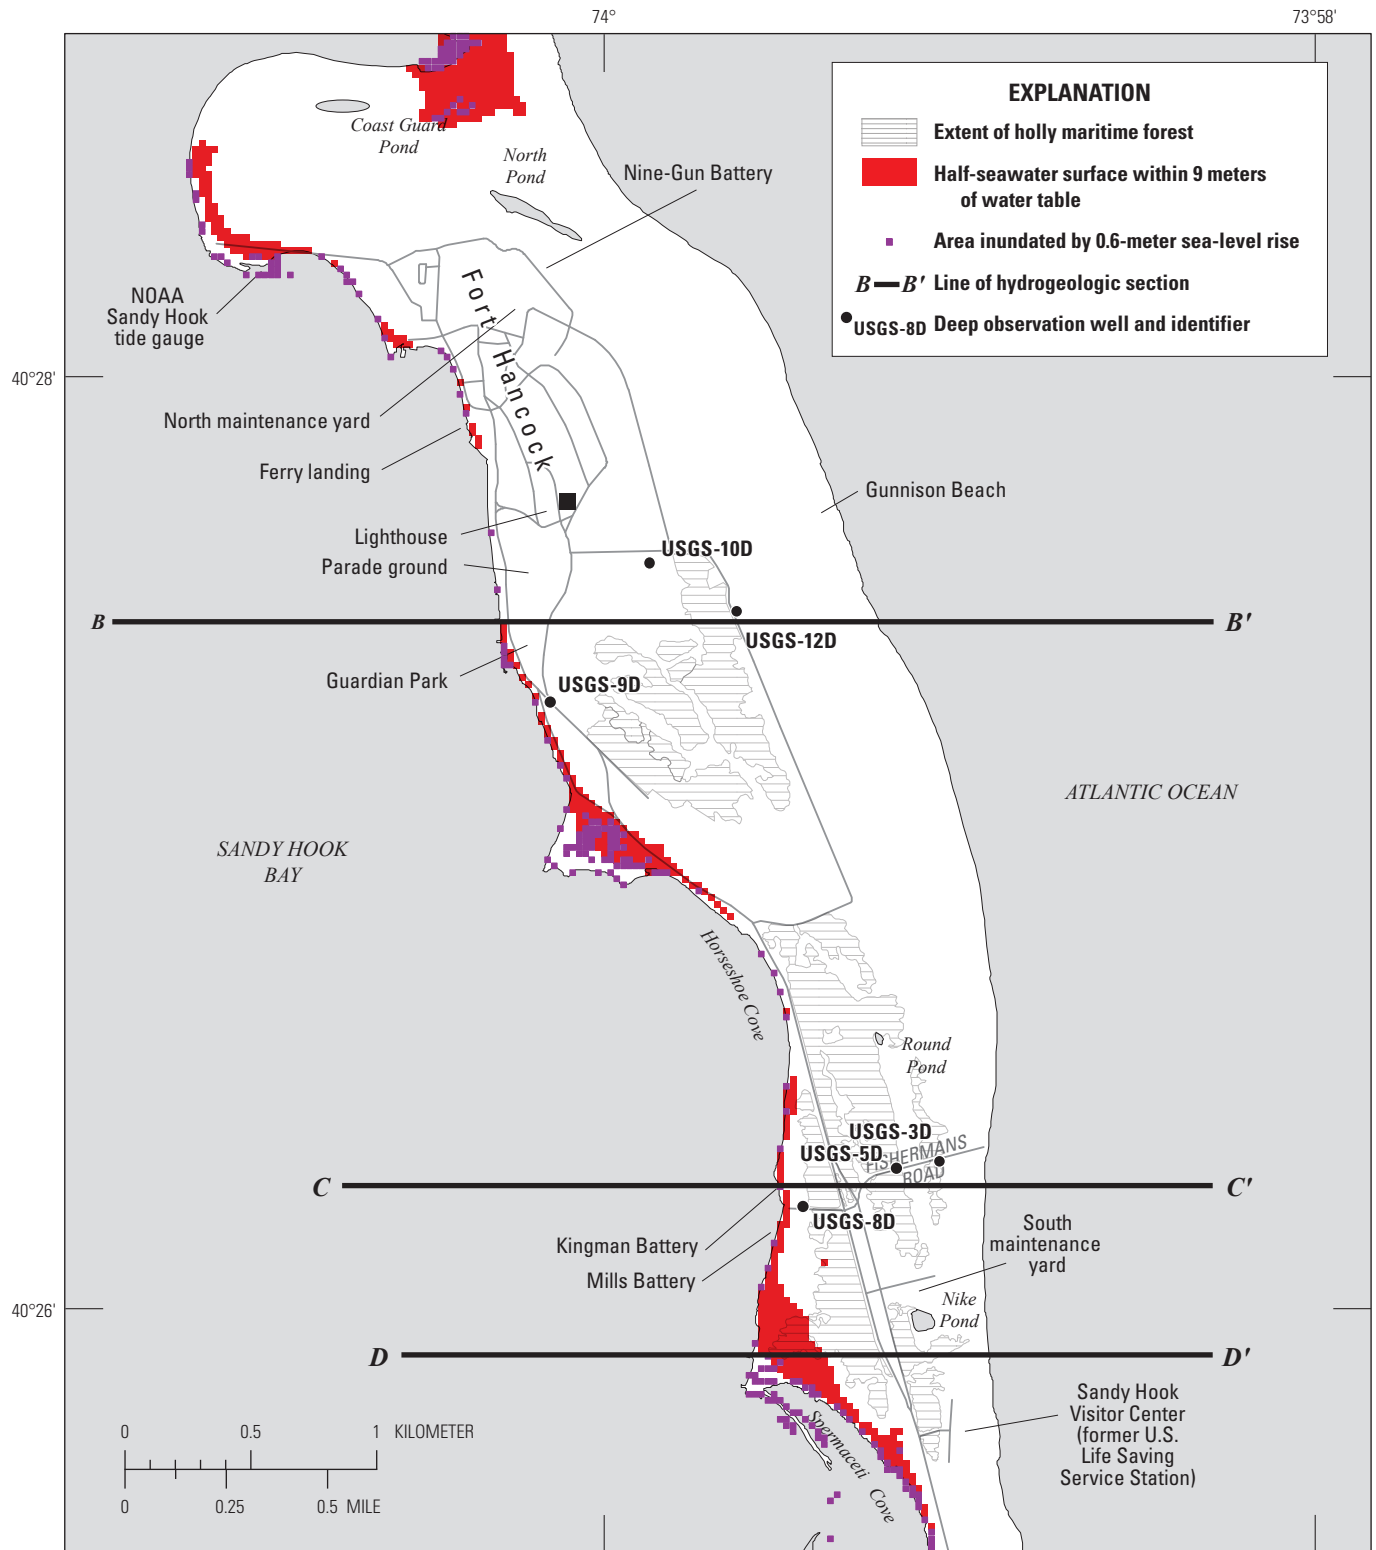 74°
73°58'
EXPLANATION
Extent of holly maritime forest
Half-seawater surface within 9 meters
of water table
Area inundated by 0.6-meter sea-level rise
B B' Line of hydrogeologic section
USGS-8D Deep observation well and identifier
Coast Guard
Pond
North
Pond
Nine-Gun Battery
NOAA
Sandy Hook
tide gauge
Fort Hancock
40°28'
North maintenance yard
Ferry landing
Gunnison Beach
Lighthouse
Parade ground
USGS-10D
B
B'
USGS-12D
Guardian Park
USGS-9D
ATLANTIC OCEAN
SANDY HOOK
BAY
Horseshoe Cove
Round
Pond
USGS-3D
USGS-5D
FISHERMANS
ROAD
C
C'
USGS-8D
South
maintenance
yard
Kingman Battery
Mills Battery
40°26'
Nike
Pond
D
D'
Sandy Hook
Visitor Center
(former U.S.
Life Saving
Service Station)
Spermaceti Cove
0 0.5 1 KILOMETER
0 0.25 0.5 MILE